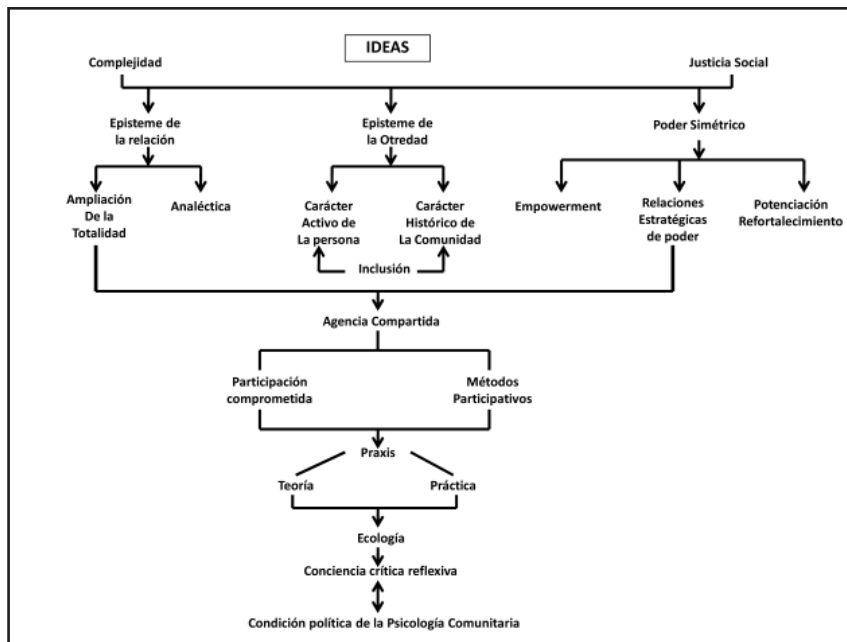 IDEAS
Complejidad
Justicia Social
Episteme de
la relación
Episteme de
la Otredad
Poder Simétrico
Ampliación
De la
Totalidad
Analéctica
Carácter
Activo de
La persona
Carácter
Histórico de
La Comunidad
Empowerment
Relaciones
Estratégicas
de poder
Potenciación
Refortalecimiento
Inclusión
Agencia Compartida
Participación
comprometida
Métodos
Participativos
Praxis
Teoría
Práctica
Ecología
Conciencia crítica reflexiva
Condición política de la Psicología Comunitaria